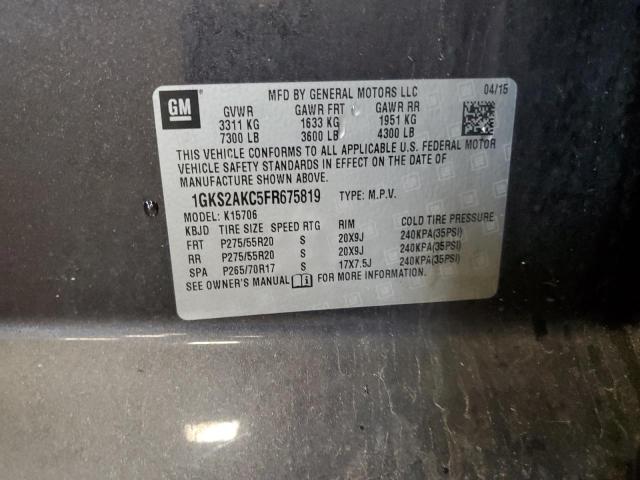 MFD BY GENERAL MOTORS LLC 04/15
GM
GVWR GAWR FRT GAWR RR
3311 KG 1633 KG 1951 KG
7300 LB 3600 LB 4300 LB
THIS VEHICLE CONFORMS TO ALL APPLICABLE U.S. FEDERAL MOTOR
VEHICLE SAFETY STANDARDS IN EFFECT ON THE DATE OF
MANUFACTURE SHOWN ABOVE.
1GKS2AKC5FR675819 TYPE: M.P.V.
MODEL: K15706
KBJD TIRE SIZE SPEED RTG RIM COLD TIRE PRESSURE
FRT P275/55R20 S 20X9J 240KPA(35PSI)
RR P275/55R20 S 20X9J 240KPA(35PSI)
SPA P265/70R17 S 17X7.5J 240KPA(35PSI)
SEE OWNER'S MANUAL FOR MORE INFORMATION.